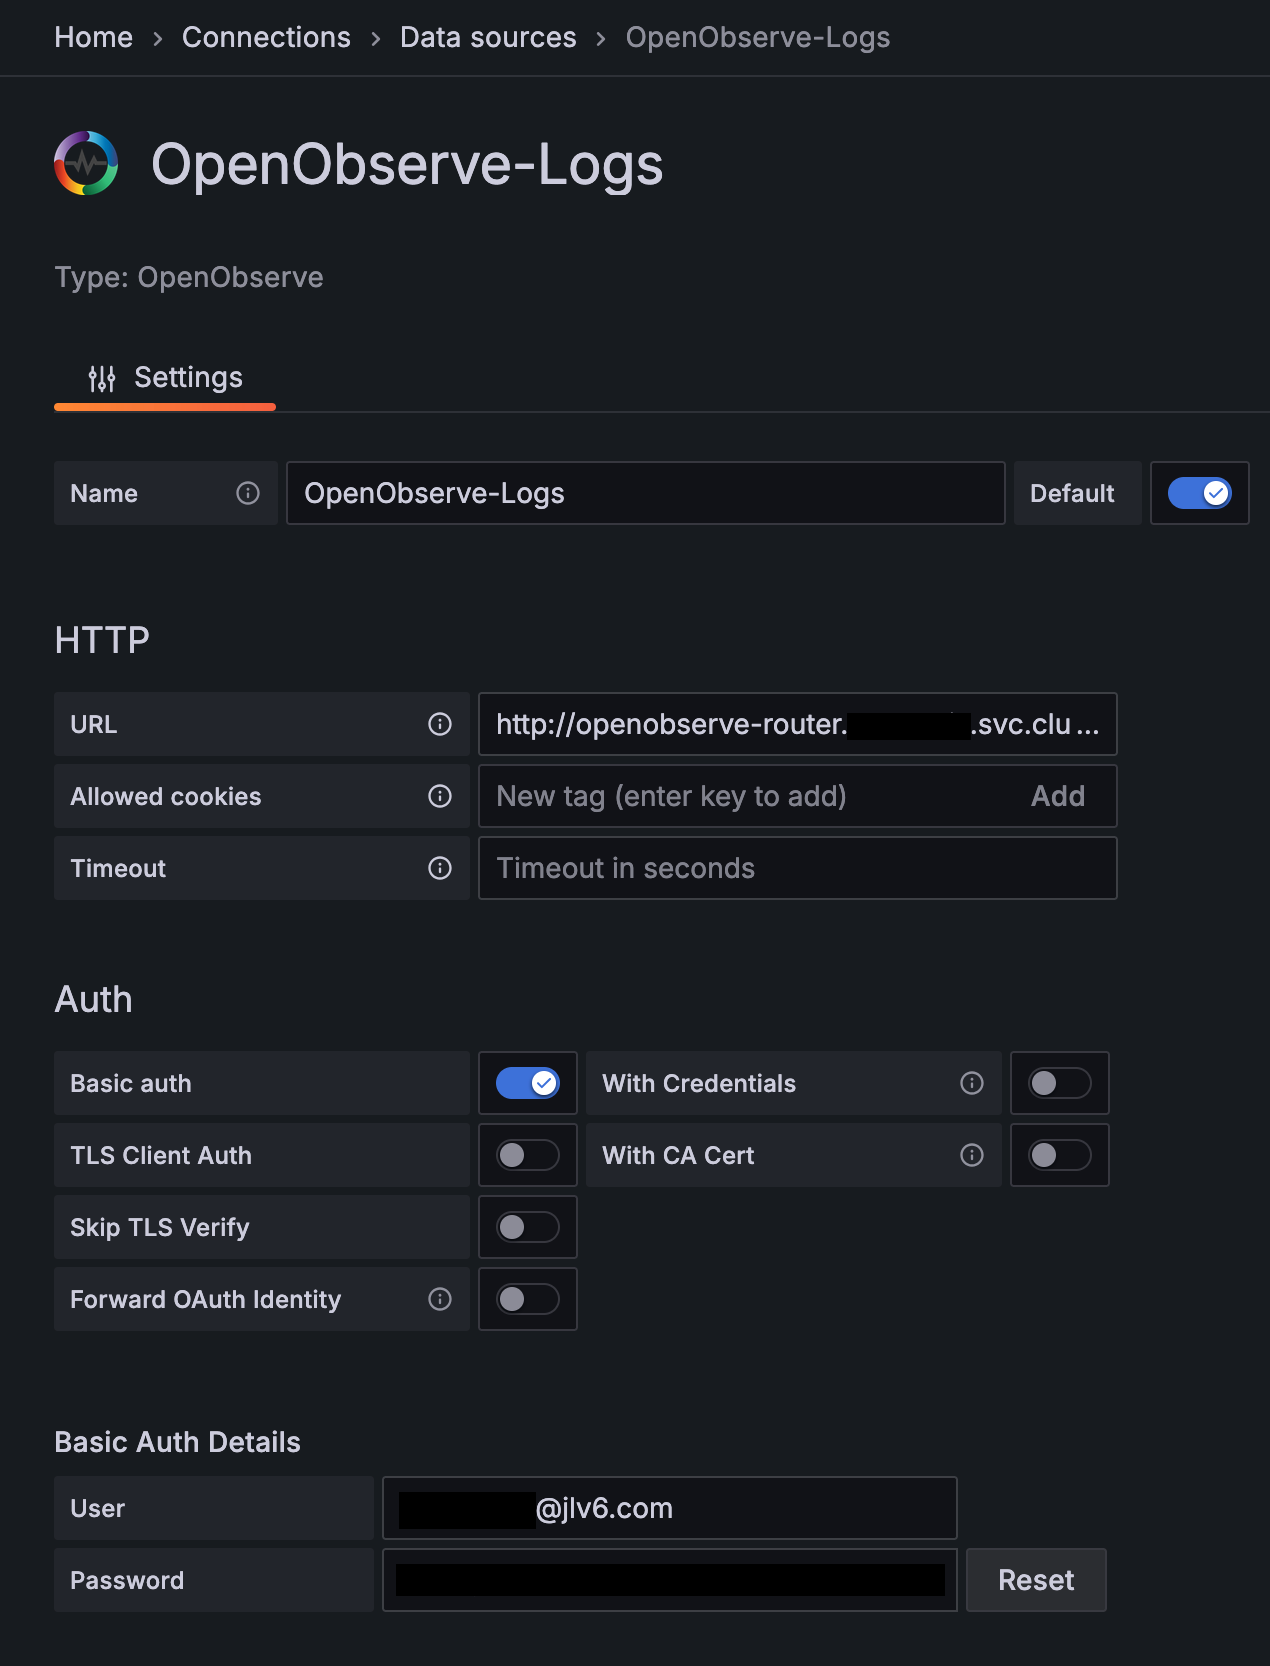 Home > Connections > Data sources > OpenObserve-Logs
OpenObserve-Logs
Type: OpenObserve
Settings
Name OpenObserve-Logs Default
HTTP
URL http://openobserve-router. .svc.clu ...
Allowed cookies New tag (enter key to add) Add
Timeout Timeout in seconds
Auth
Basic auth With Credentials
TLS Client Auth With CA Cert
Skip TLS Verify
Forward OAuth Identity
Basic Auth Details
User @jlv6.com
Password Reset